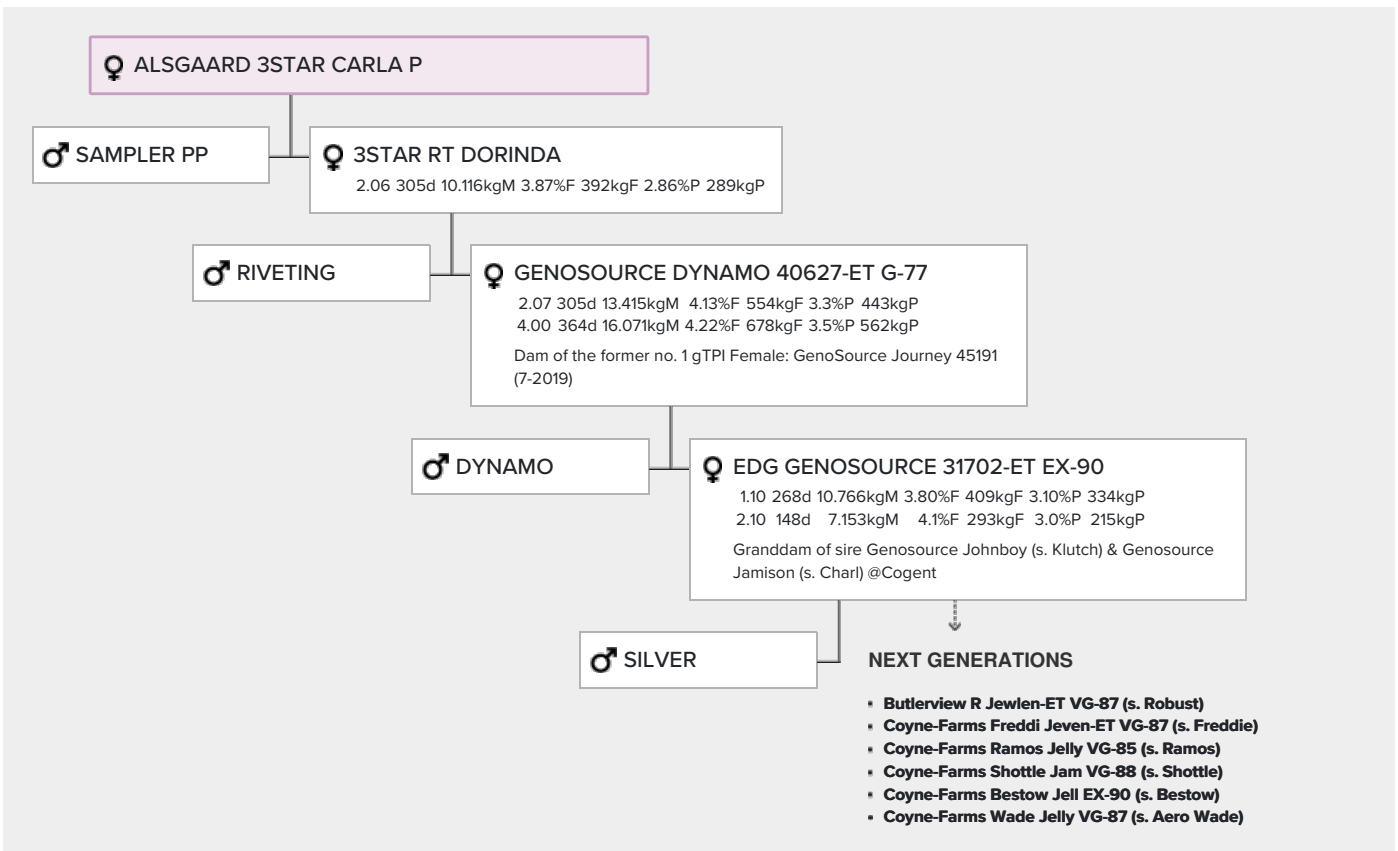 ALSGAARD 3STAR CARLA P
SAMPLER PP
3STAR RT DORINDA
2.06 305d 10.116kgM 3.87%F 392kgF 2.86%P 289kgP
RIVETING
GENOSOURCE DYNAMO 40627-ET G-77
2.07 305d 13.415kgM 4.13%F 554kgF 3.3%P 443kgP
4.00 364d 16.071kgM 4.22%F 678kgF 3.5%P 562kgP
Dam of the former no. 1 gTPI Female: GenoSource Journey 45191
(7-2019)
DYNAMO
EDG GENOSOURCE 31702-ET EX-90
1.10 268d 10.766kgM 3.80%F 409kgF 3.10%P 334kgP
2.10 148d 7.153kgM 4.1%F 293kgF 3.0%P 215kgP
Granddam of sire Genosource Johnboy (s. Klutch) & Genosource
Jamison (s. Charl) @Cogent
SILVER
NEXT GENERATIONS
Butlerview R Jewlen-ET VG-87 (s. Robust)
Coyne-Farms Freddi Jeven-ET VG-87 (s. Freddie)
Coyne-Farms Ramos Jelly VG-85 (s. Ramos)
Coyne-Farms Shottle Jam VG-88 (s. Shottle)
Coyne-Farms Bestow Jell EX-90 (s. Bestow)
Coyne-Farms Wade Jelly VG-87 (s. Aero Wade)